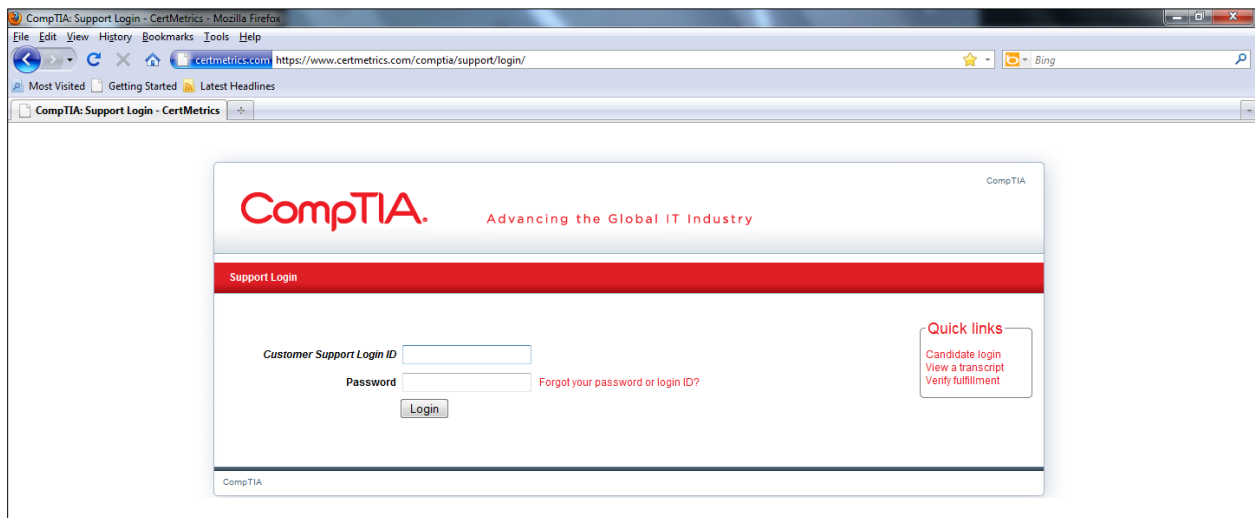 CompTIA: Support Login - CertMetrics - Mozilla Firefox
File Edit View History Bookmarks Tools Help
certmetrics.com https://www.certmetrics.com/comptia/support/login/ Bing
Most Visited Getting Started Latest Headlines
CompTIA: Support Login - CertMetrics
CompTIA
CompTIA. Advancing the Global IT Industry
Support Login
Quick links
Customer Support Login ID
Candidate login
View a transcript
Password Forgot your password or login ID?
Verify fulfillment
Login
CompTIA